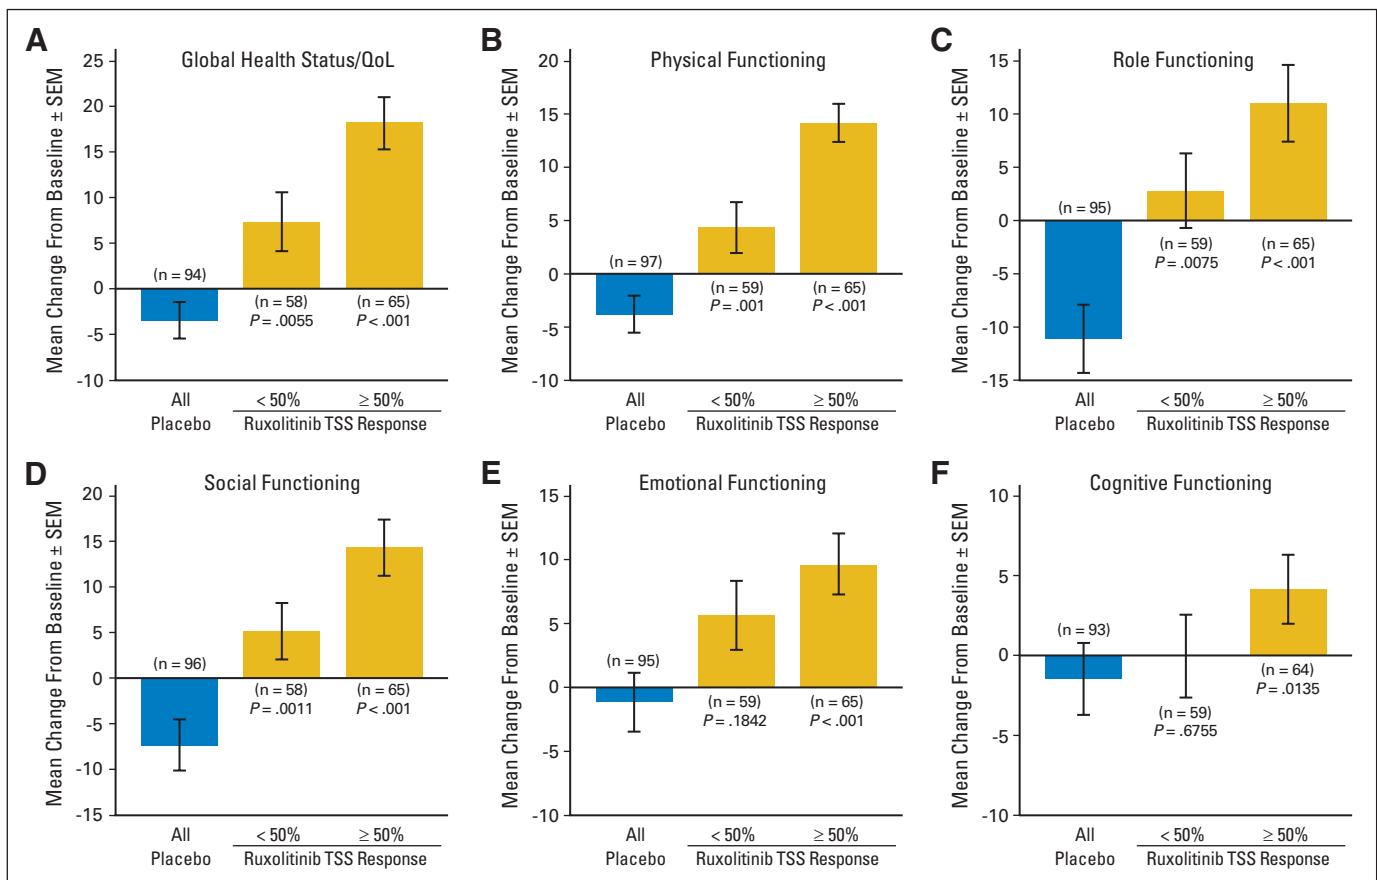 A
Global Health Status/QoL
Mean Change From Baseline ± SEM
25
20
15
10
5
0
-5
-10
(n = 94)
(n = 58)
P = .0055
(n = 65)
P < .001
All
Placebo
< 50%
≥ 50%
Ruxolitinib TSS Response
B
Physical Functioning
Mean Change From Baseline ± SEM
20
15
10
5
0
-5
-10
(n = 97)
(n = 59)
P = .001
(n = 65)
P < .001
All
Placebo
< 50%
≥ 50%
Ruxolitinib TSS Response
C
Role Functioning
Mean Change From Baseline ± SEM
15
10
5
0
-5
-10
-15
(n = 95)
(n = 59)
P = .0075
(n = 65)
P < .001
All
Placebo
< 50%
≥ 50%
Ruxolitinib TSS Response
D
Social Functioning
Mean Change From Baseline ± SEM
20
15
10
5
0
-5
-10
-15
(n = 96)
(n = 58)
P = .0011
(n = 65)
P < .001
All
Placebo
< 50%
≥ 50%
Ruxolitinib TSS Response
E
Emotional Functioning
Mean Change From Baseline ± SEM
15
10
5
0
-5
-10
(n = 95)
(n = 59)
P = .1842
(n = 65)
P < .001
All
Placebo
< 50%
≥ 50%
Ruxolitinib TSS Response
F
Cognitive Functioning
Mean Change From Baseline ± SEM
10
5
0
-5
-10
(n = 93)
(n = 59)
P = .6755
(n = 64)
P = .0135
All
Placebo
< 50%
≥ 50%
Ruxolitinib TSS Response